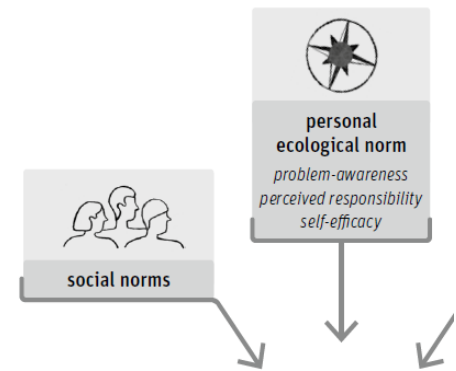 personal
ecological norm
problem-awareness
perceived responsibility
self-efficacy
social norms